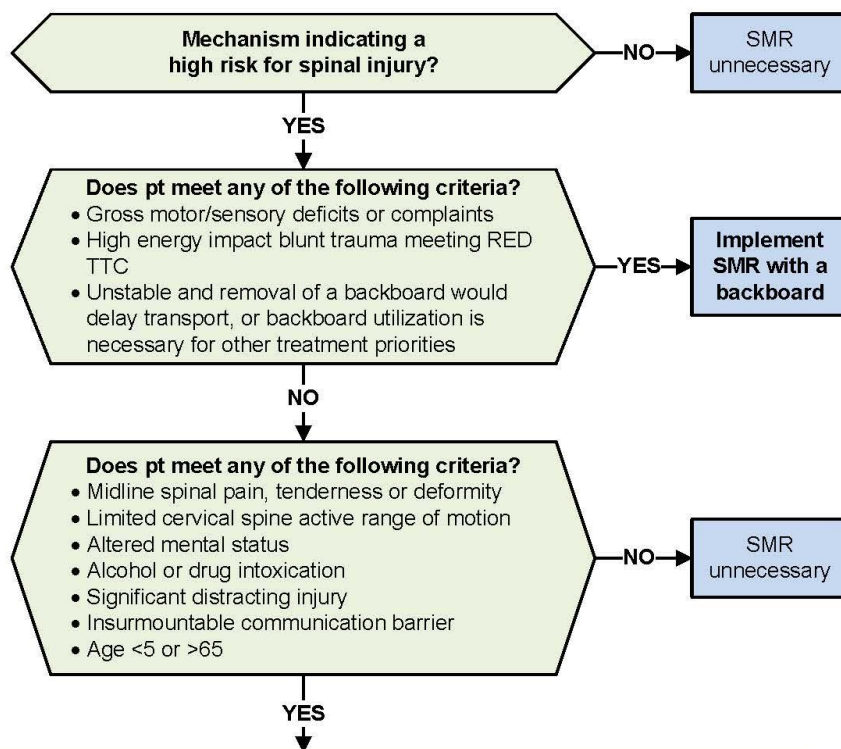 Mechanism indicating a
high risk for spinal injury?
NO
SMR
unnecessary
YES
Does pt meet any of the following criteria?
• Gross motor/sensory deficits or complaints
• High energy impact blunt trauma meeting RED
TTC
• Unstable and removal of a backboard would
delay transport, or backboard utilization is
necessary for other treatment priorities
YES
Implement
SMR with a
backboard
NO
Does pt meet any of the following criteria?
• Midline spinal pain, tenderness or deformity
• Limited cervical spine active range of motion
• Altered mental status
• Alcohol or drug intoxication
• Significant distracting injury
• Insurmountable communication barrier
• Age <5 or >65
NO
SMR
unnecessary
YES